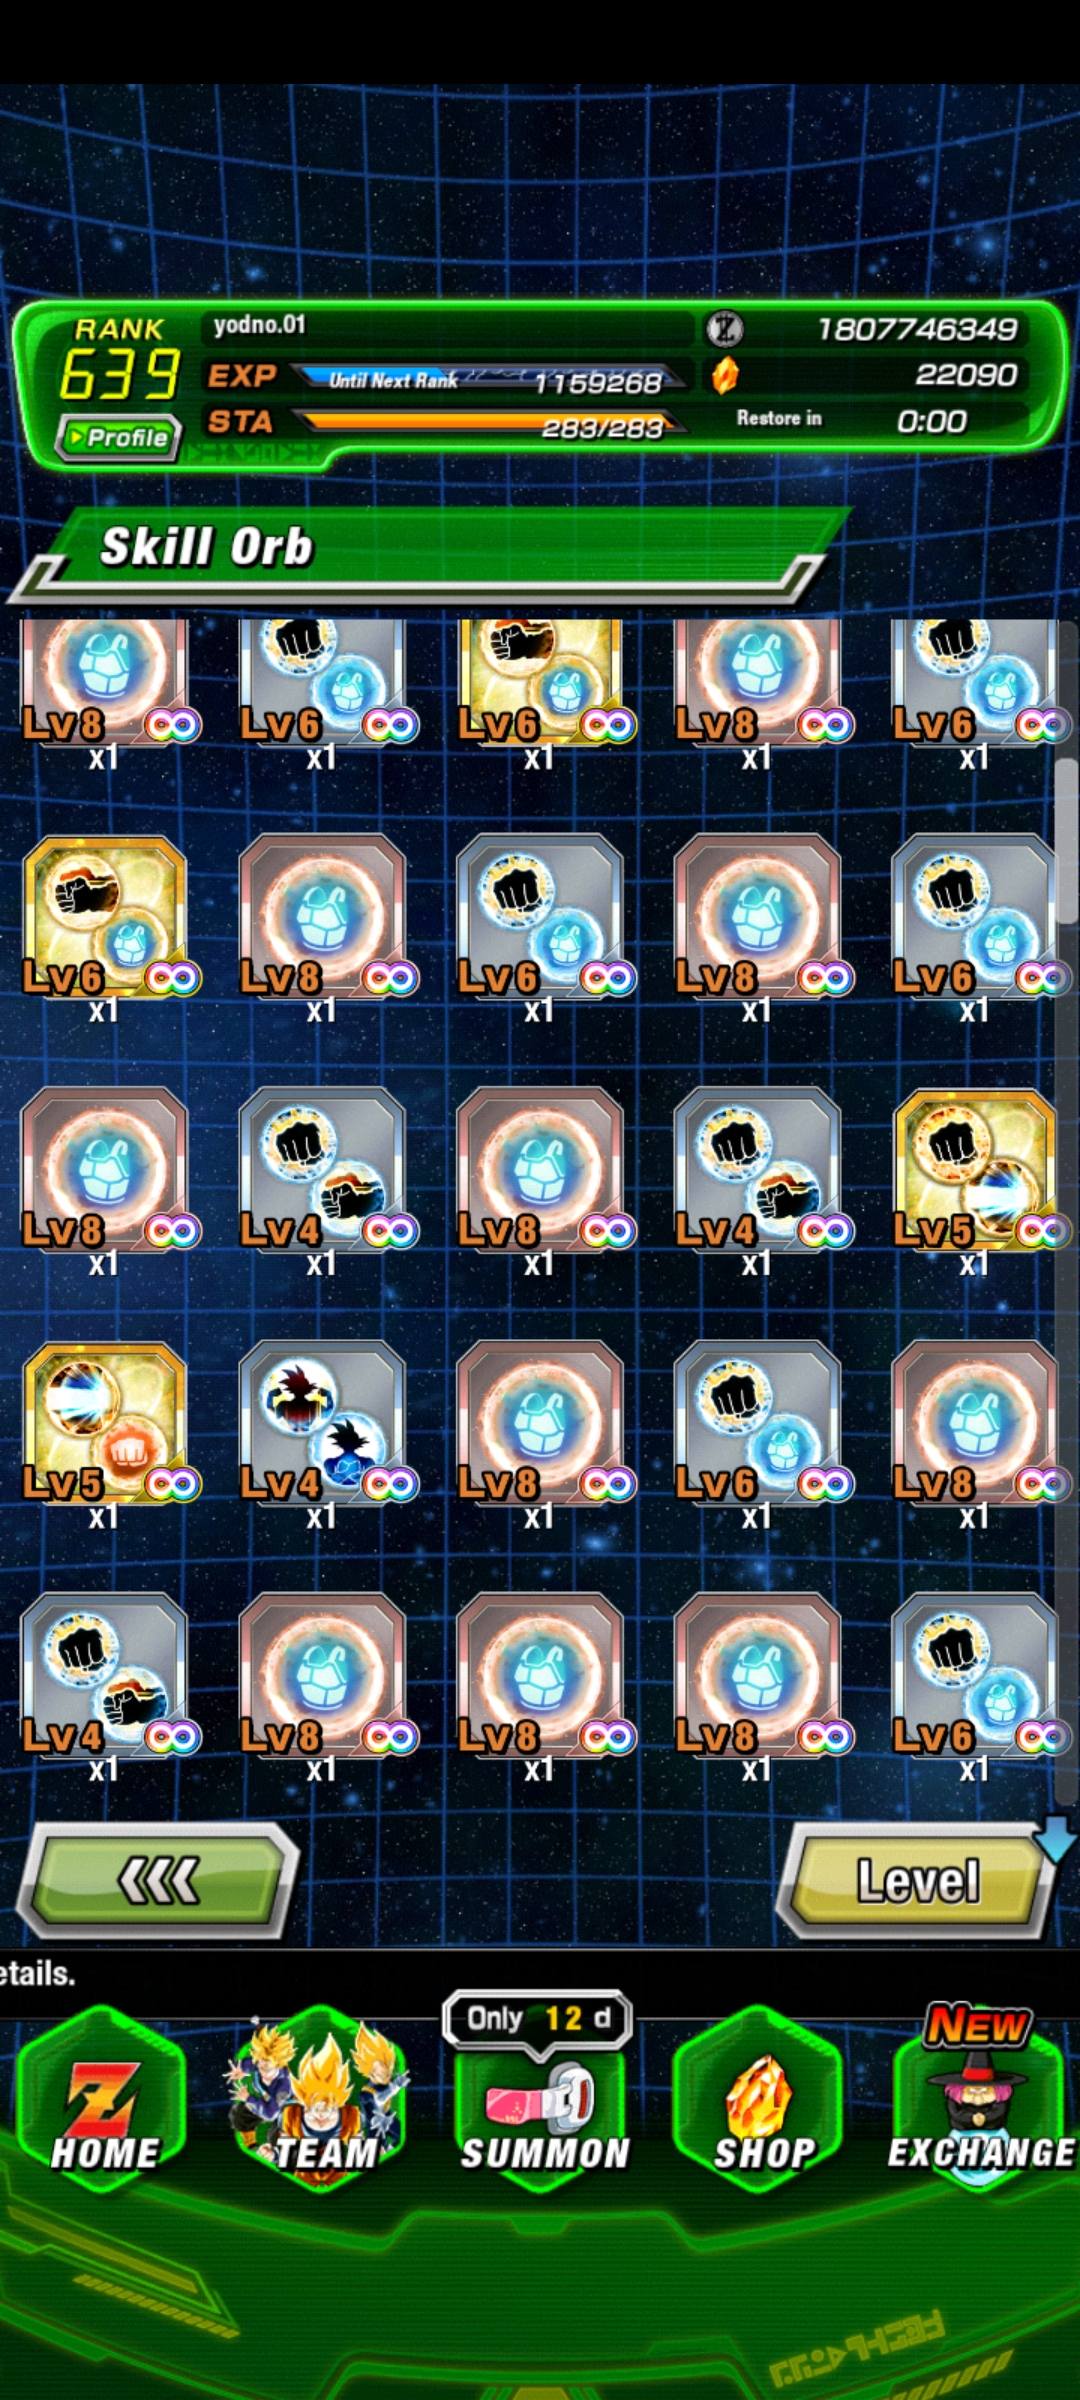 RANK
639
yodno.01
1807746349
EXP
Until Next Rank
1159268
22090
Profile
STA
283/283
Restore in
0:00
Skill Orb
Lv8 Lv6 Lv6 Lv8 Lv6
x1 x1 x1 x1 x1
Lv6 Lv8 Lv6 Lv8 Lv6
x1 x1 x1 x1 x1
Lv8 Lv4 Lv8 Lv4 Lv5
x1 x1 x1 x1 x1
Lv5 Lv4 Lv8 Lv6 Lv8
x1 x1 x1 x1 x1
Lv4 Lv8 Lv8 Lv8 Lv6
x1 x1 x1 x1 x1
Level
etails.
Only 12 d
NEW
HOME
TEAM
SUMMON
SHOP
EXCHANGE